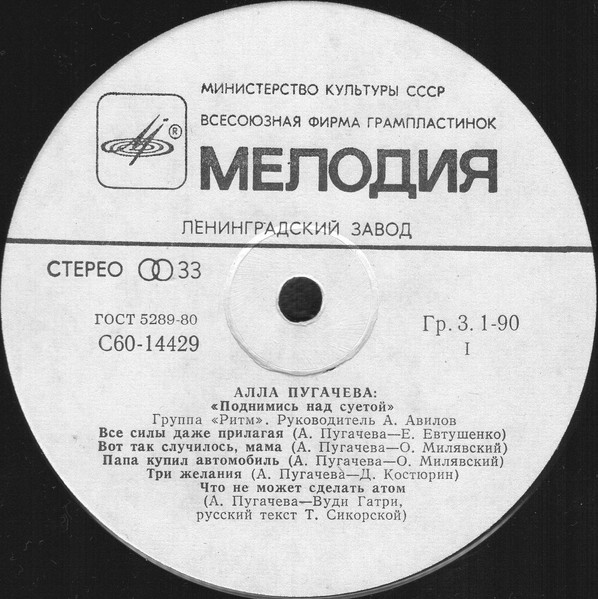 МИНИСТЕРСТВО КУЛЬТУРЫ СССР
ВСЕСОЮЗНАЯ ФИРМА ГРАМПЛАСТИНОК
®
МЕЛОДИЯ
ЛЕНИНГРАДСКИЙ ЗАВОД
СТЕРЕО 33
ГОСТ 5289-80
Гр. 3. 1-90
С60-14429
I
АЛЛА ПУГАЧЕВА:
«Поднимись над суетой»
Группа «Ритм». Руководитель А. Авилов
Все силы даже прилагая (А. Пугачева—Е. Евтушенко)
Вот так случилось, мама (А. Пугачева—О. Милявский)
Папа купил автомобиль (А. Пугачева—О. Милявский)
Три желания (А. Пугачева—Д. Костюрин)
Что не может сделать атом
(А. Пугачева—Вуди Гатри,
русский текст Т. Сикорской)